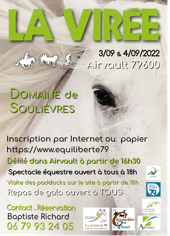 LA VIRÉE
3/09 & 4/09/2022
Airvault 79600
DOMAINE de
SOULIÈVRES
Inscription par Internet ou papier
https://www.equiliberte79
Défilé dans Airvault à partir de 16h30
Spectacle équestre ouvert à tous à 18h
Visite des paddocks sur le site à partir de 16h
Repas de gala ouvert à TOUS
Contact . Réservation
Baptiste Richard
06 79 93 24 05